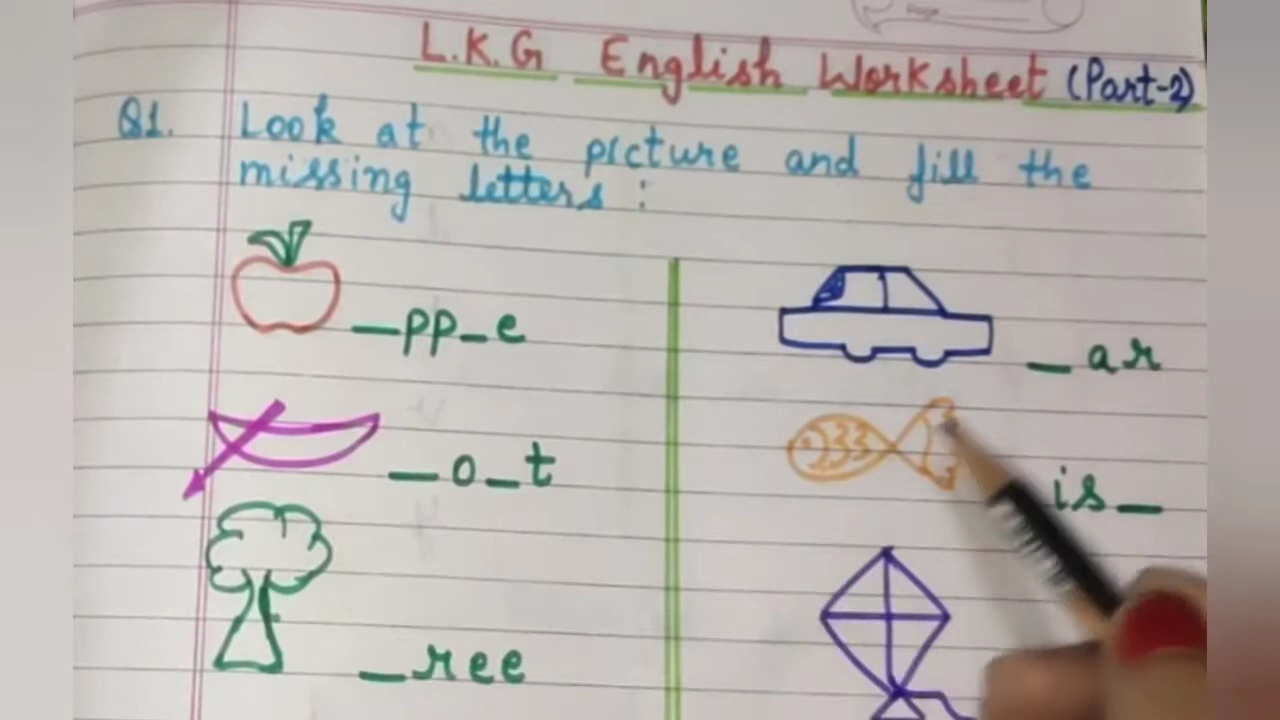 L.K.G English Worksheet (Part-2)
Q1. Look at the picture and fill the
missing letters :
_pp_e
_ar
_o_t
is_
_ree